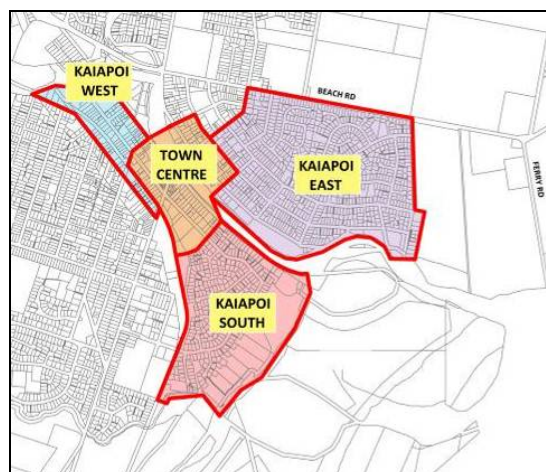 KAIAPOI
WEST
BEACH RD
TOWN
CENTRE
KAIAPOI
EAST
FERRY RD
KAIAPOI
SOUTH